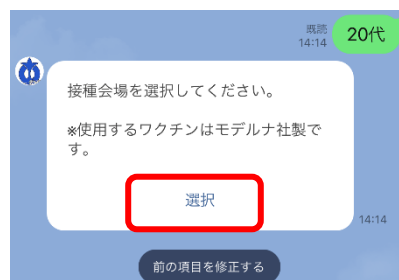 既読
14:14
20代
接種会場を選択してください。
*使用するワクチンはモデルナ社製で
す。
選択
14:14
前の項目を修正する